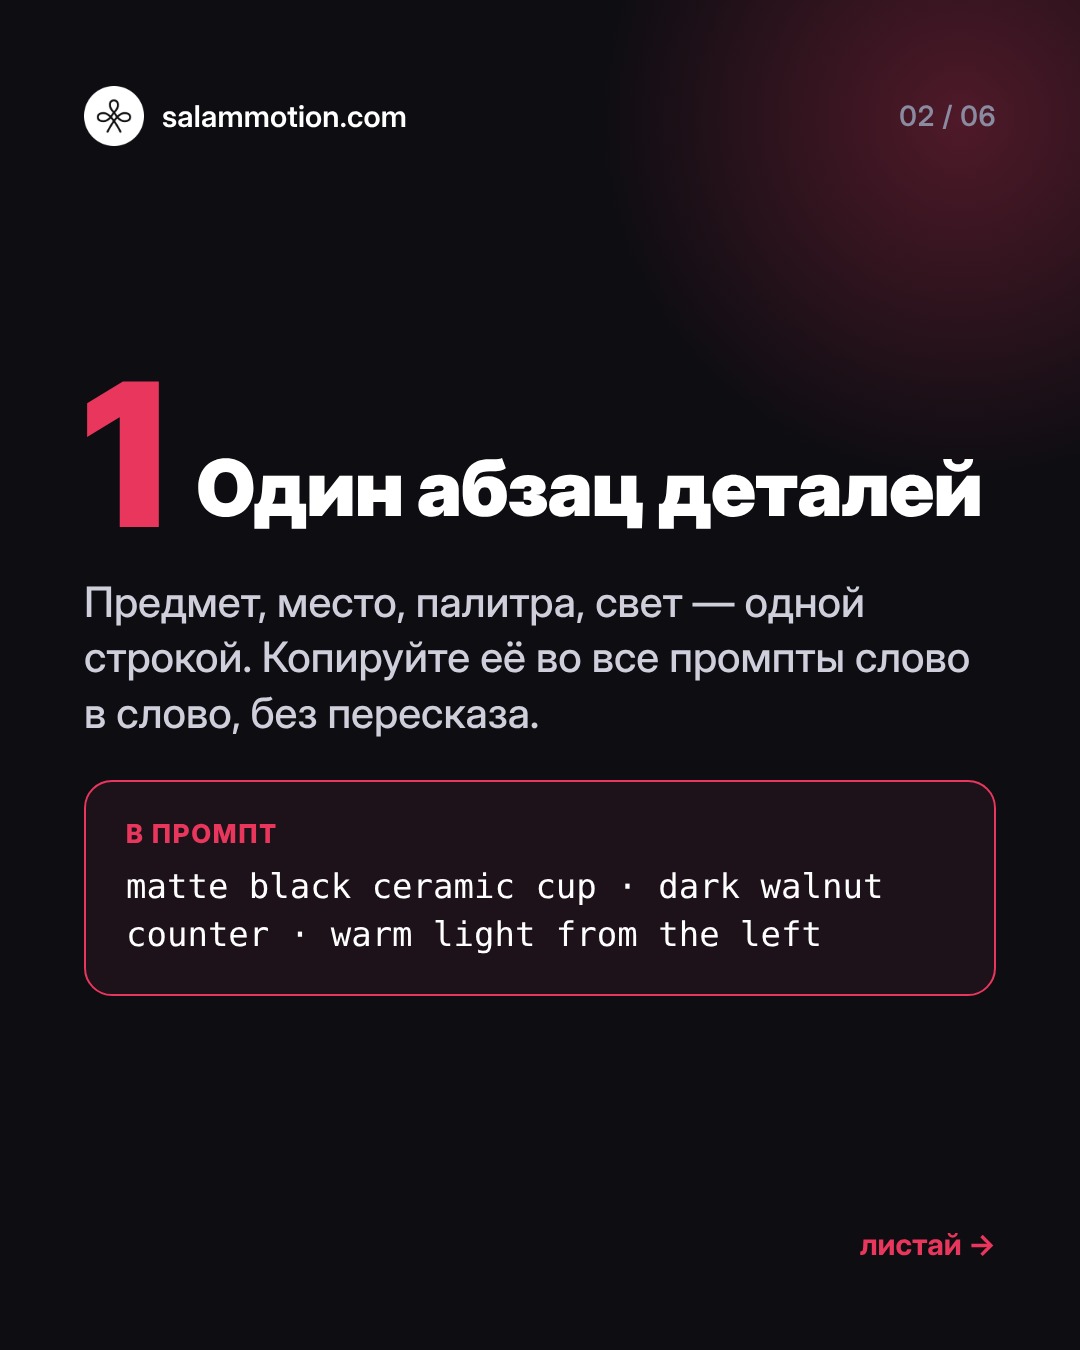 salammotion.com
02 / 06
1
Один абзац деталей
Предмет, место, палитра, свет — одной
строкой. Копируйте её во все промпты слово
в слово, без пересказа.
В ПРОМПТ
matte black ceramic cup · dark walnut
counter · warm light from the left
листай →